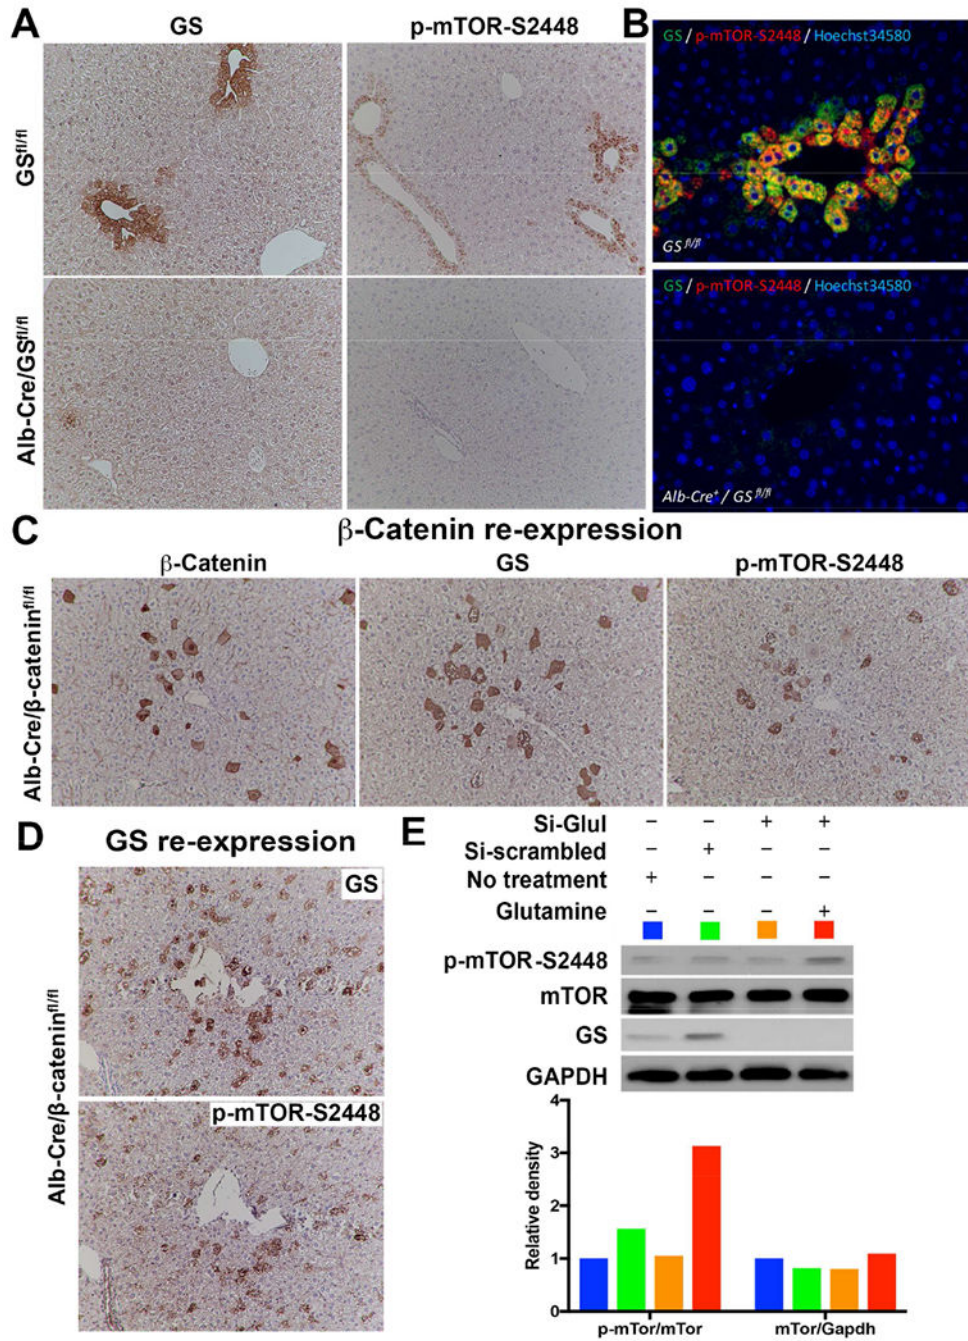 A
GS
p-mTOR-S2448
B
GS / p-mTOR-S2448 / Hoechst34580
GSfl/fl
GSfl/fl
GS / p-mTOR-S2448 / Hoechst34580
Alb-Cre/GSfl/fl
Alb-Cre+ / GSfl/fl
C
β-Catenin re-expression
β-Catenin
GS
p-mTOR-S2448
Alb-Cre/β-cateninfl/fl
D
GS re-expression
GS
p-mTOR-S2448
Alb-Cre/β-cateninfl/fl
E
Si-Glul − − + +
Si-scrambled − + − −
No treatment + − − −
Glutamine − − − +
p-mTOR-S2448
mTOR
GS
GAPDH
Relative density
4
3
2
1
0
p-mTor/mTor
mTor/Gapdh